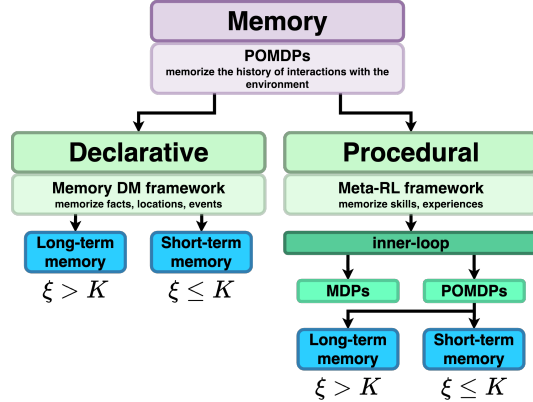 Memory
POMDPs
memorize the history of interactions with the
environment
Declarative
Memory DM framework
memorize facts, locations, events
Long-term
memory
Short-term
memory
ξ > K
ξ ≤ K
Procedural
Meta-RL framework
memorize skills, experiences
inner-loop
MDPs
POMDPs
Long-term
memory
Short-term
memory
ξ > K
ξ ≤ K